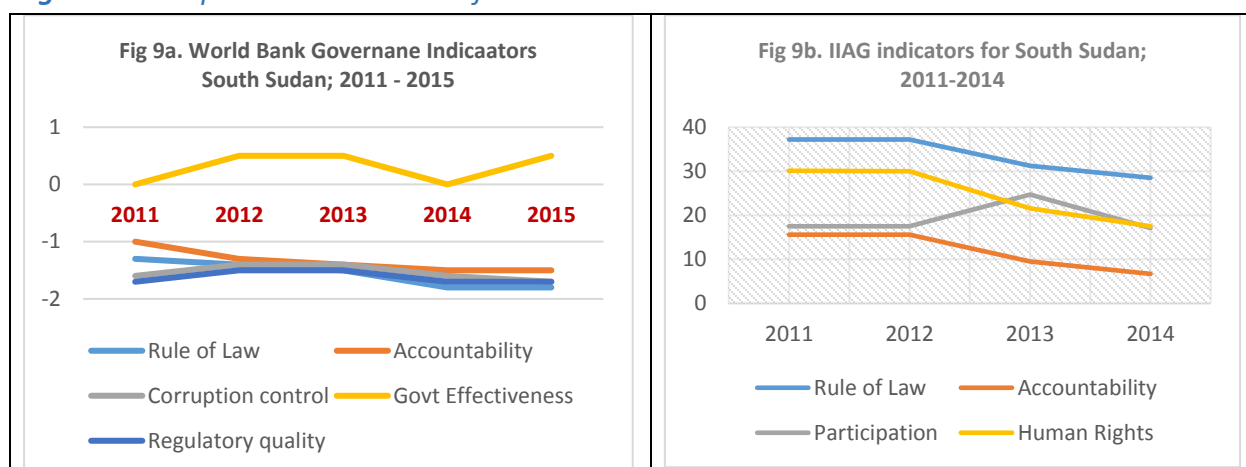 Fig 9a. World Bank Governane Indicaators
South Sudan; 2011 - 2015
1
0
2011 2012 2013 2014 2015
-1
-2
Rule of Law Accountability
Corruption control Govt Effectiveness
Regulatory quality
Fig 9b. IIAG indicators for South Sudan;
2011-2014
40
30
20
10
0
2011 2012 2013 2014
Rule of Law Accountability
Participation Human Rights